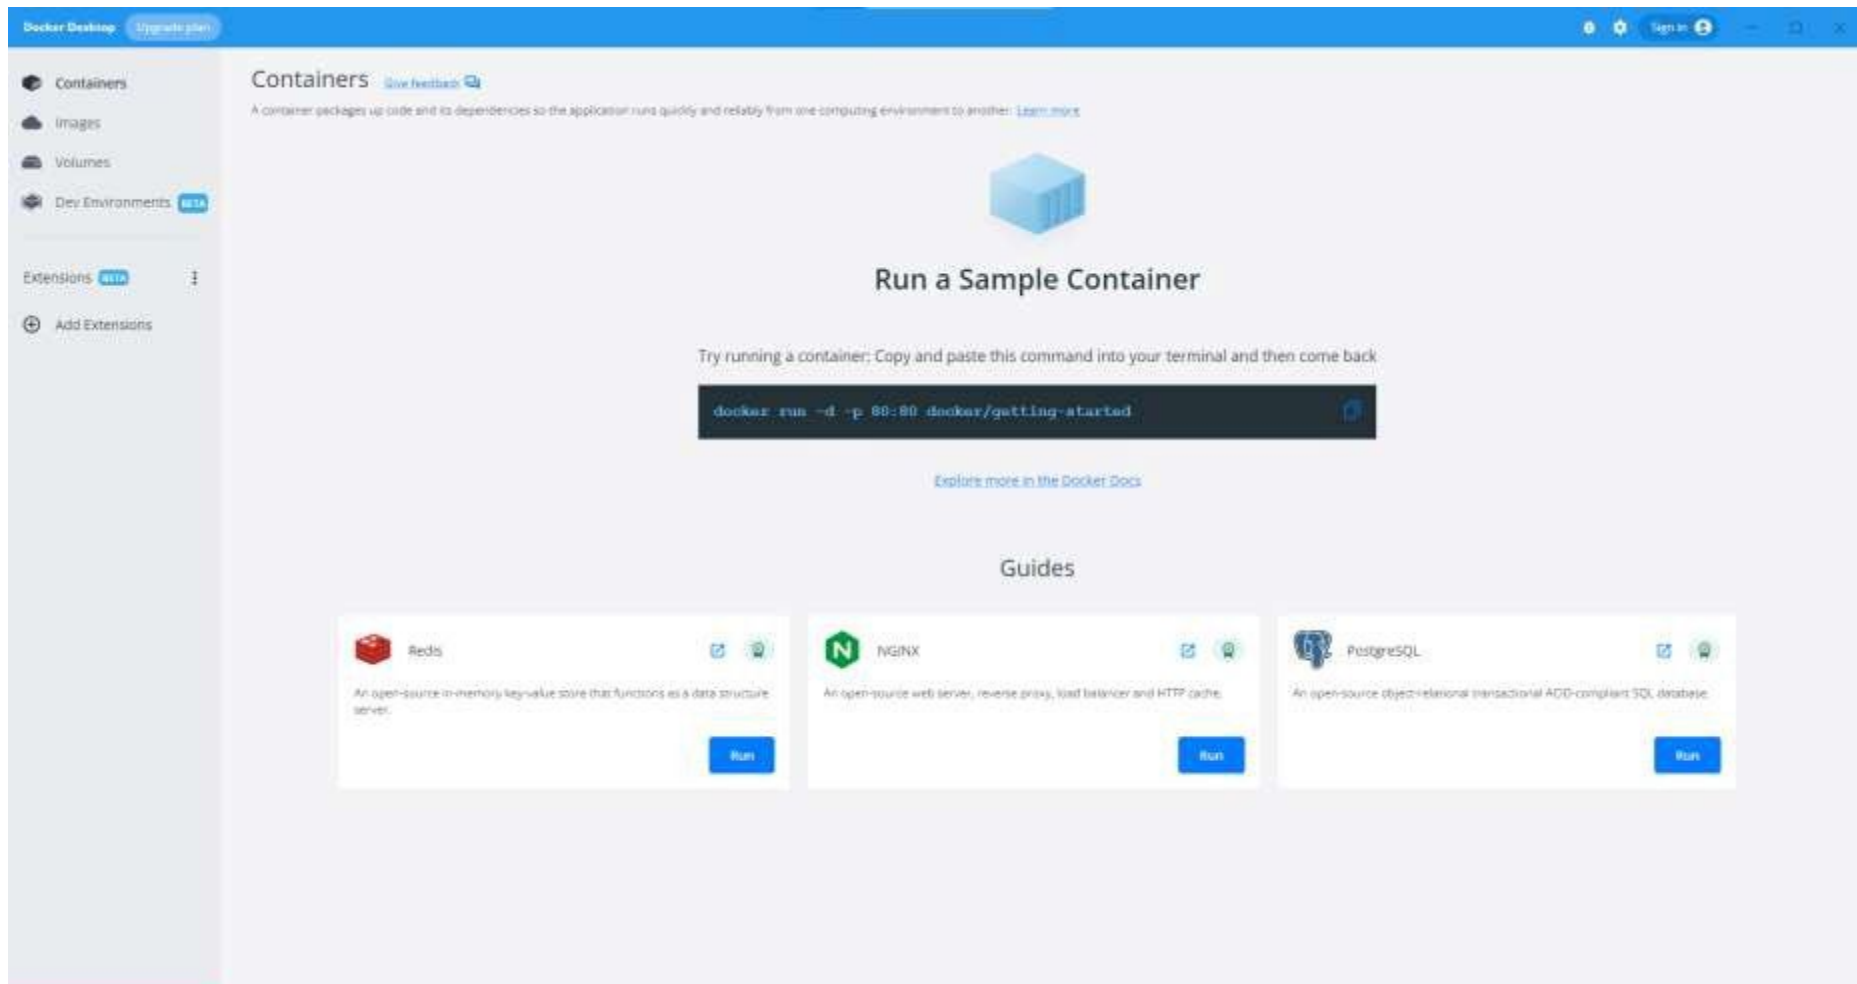 Docker Desktop
Upgrade plan
Sign in
Containers
Images
Volumes
Dev Environments BETA
Extensions BETA
Add Extensions
Containers Give feedback
A container packages up code and its dependencies so the application runs quickly and reliably from one computing environment to another. Learn more
Run a Sample Container
Try running a container: Copy and paste this command into your terminal and then come back
docker run -d -p 80:80 docker/getting-started
Explore more in the Docker Docs
Guides
Redis
An open-source in-memory key-value store that functions as a data structure
server.
Run
NGINX
An open-source web server, reverse proxy, load balancer and HTTP cache.
Run
PostgreSQL
An open-source object-relational transactional ACID-compliant SQL database.
Run